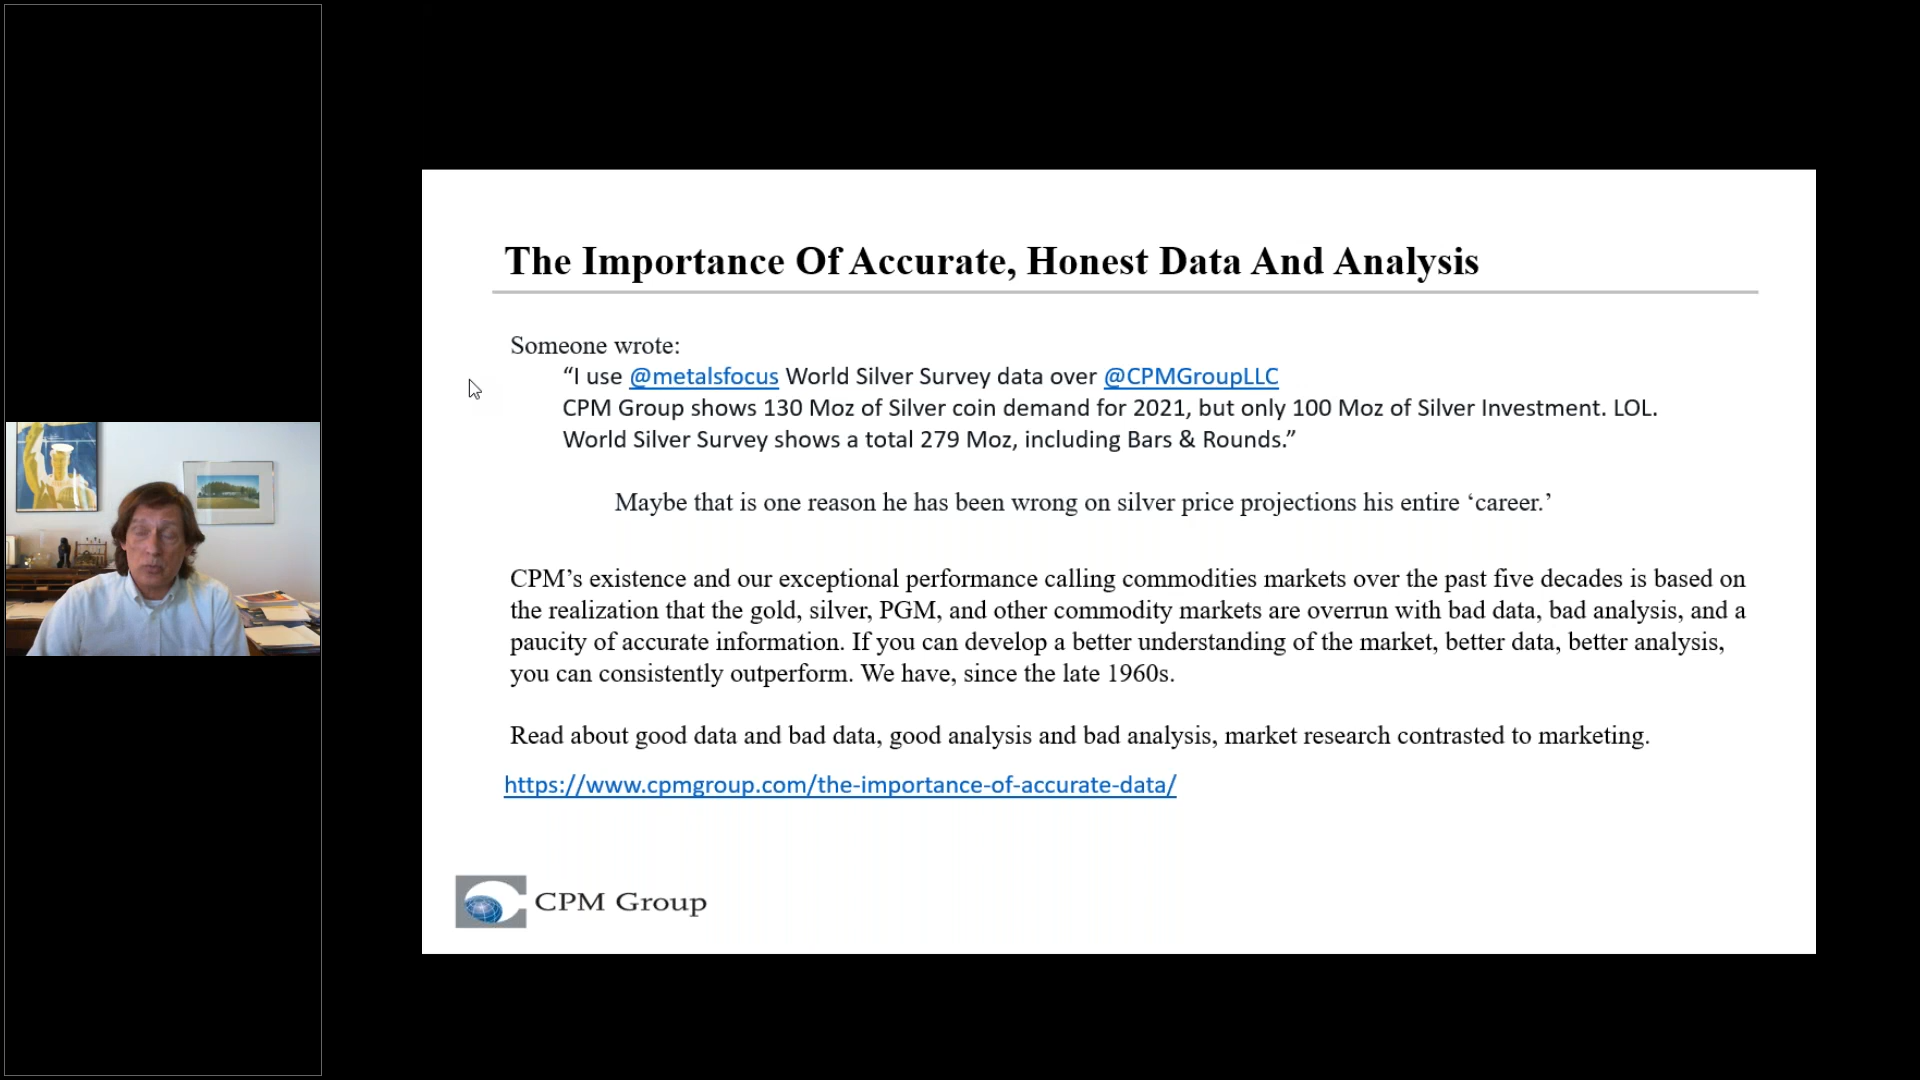 The Importance Of Accurate, Honest Data And Analysis
Someone wrote:
“I use @metalsfocus World Silver Survey data over @CPMGroupLLC
CPM Group shows 130 Moz of Silver coin demand for 2021, but only 100 Moz of Silver Investment. LOL.
World Silver Survey shows a total 279 Moz, including Bars & Rounds.”
Maybe that is one reason he has been wrong on silver price projections his entire ‘career.’
CPM’s existence and our exceptional performance calling commodities markets over the past five decades is based on
the realization that the gold, silver, PGM, and other commodity markets are overrun with bad data, bad analysis, and a
paucity of accurate information. If you can develop a better understanding of the market, better data, better analysis,
you can consistently outperform. We have, since the late 1960s.
Read about good data and bad data, good analysis and bad analysis, market research contrasted to marketing.
https://www.cpmgroup.com/the-importance-of-accurate-data/
CPM Group